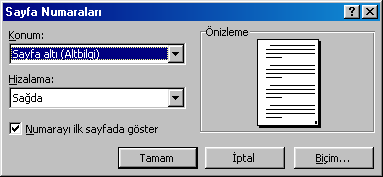 Sayfa Numaraları
Konum:
Sayfa altı (Altbilgi)
Hizalama:
Sağda
Numarayı ilk sayfada göster
Önizleme
Tamam
İptal
Biçim...